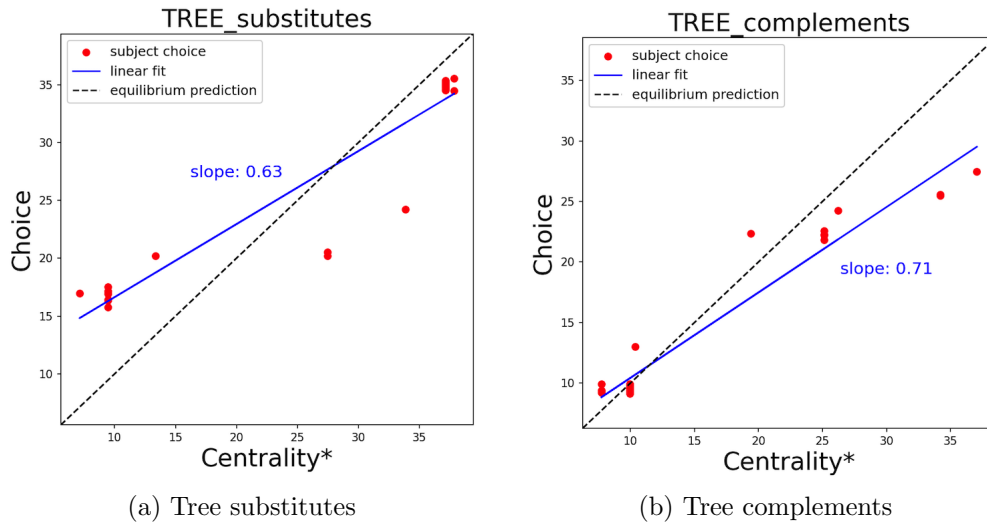 TREE_substitutes
subject choice
linear fit
equilibrium prediction
slope: 0.63
35
30
25
20
15
10
Choice
10
15
20
25
30
35
Centrality*
(a) Tree substitutes
TREE_complements
subject choice
linear fit
equilibrium prediction
slope: 0.71
35
30
25
20
15
10
Choice
10
15
20
25
30
35
Centrality*
(b) Tree complements